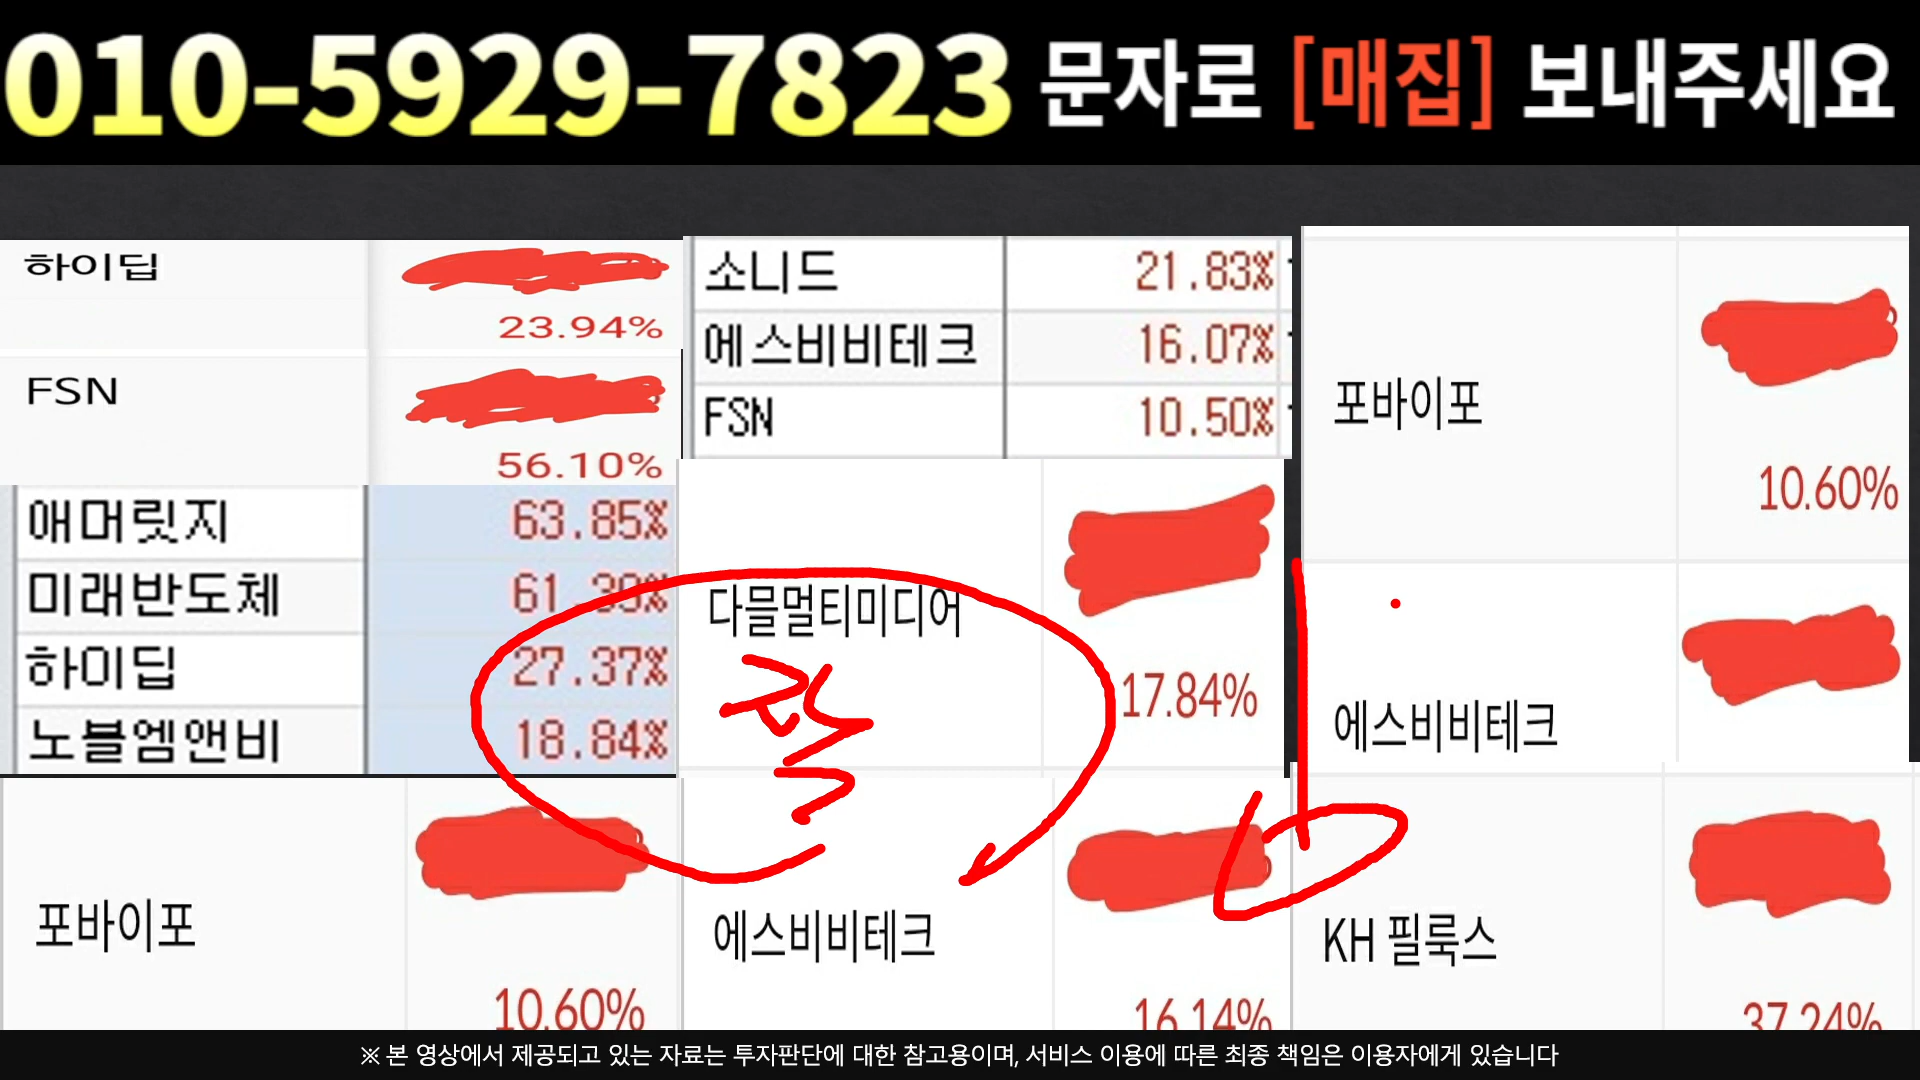 010-5929-7823 문자로 [매집] 보내주세요
하이딥
23.94%
FSN
56.10%
애머릿지 63.85%
미래반도체 61.39%
하이딥 27.37%
노블엠앤비 18.84%
소니드 21.83%
에스비비테크 16.07%
FSN 10.50%
다믈멀티미디어
17.84%
포바이포
10.60%
에스비비테크
포바이포
10.60%
에스비비테크
16.14%
KH 필룩스
37.24%
※ 본 영상에서 제공되고 있는 자료는 투자판단에 대한 참고용이며, 서비스 이용에 따른 최종 책임은 이용자에게 있습니다